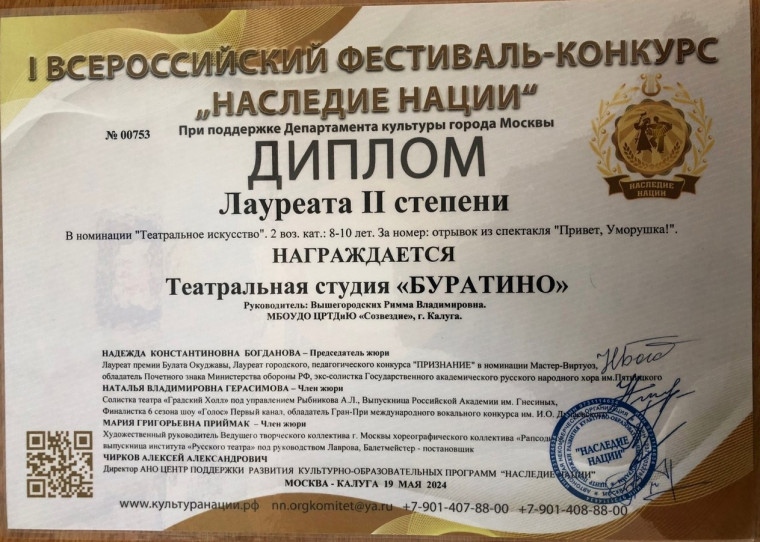 I ВСЕРОССИЙСКИЙ ФЕСТИВАЛЬ-КОНКУРС
„НАСЛЕДИЕ НАЦИИ“
№ 00753
При поддержке Департамента культуры города Москвы
ДИПЛОМ
НАСЛЕДИЕ НАЦИИ
Лауреата II степени
В номинации "Театральное искусство". 2 воз. кат.: 8-10 лет. За номер: отрывок из спектакля "Привет, Уморушка!".
НАГРАЖДАЕТСЯ
Театральная студия «БУРАТИНО»
Руководитель: Вышегородских Римма Владимировна.
МБОУДО ЦРТДиЮ «Созвездие», г. Калуга.
НАДЕЖДА КОНСТАНТИНОВНА БОГДАНОВА – Председатель жюри
Лауреат премии Булата Окуджавы, Лауреат городского, педагогического конкурса "ПРИЗНАНИЕ" в номинации Мастер-Виртуоз,
обладатель Почетного знака Министерства обороны РФ, экс-солистка Государственного академического русского народного хора им.Пятницкого
НАТАЛЬЯ ВЛАДИМИРОВНА ГЕРАСИМОВА – Член жюри
Солистка театра «Градский Холл» под управлением Рыбникова А.Л., Выпускница Российской Академии им. Гнесиных,
Финалистка 6 сезона шоу «Голос» Первый канал, обладатель Гран-При международного вокального конкурса им. И.О.
МАРИЯ ГРИГОРЬЕВНА ПРИЙМАК – Член жюри
Художественный руководитель Ведущего творческого коллектива г. Москвы хореографического коллектива
выпускница института «Русского театра» под руководством Лаврова, Балетмейстер - постановщик
ЧИРКОВ АЛЕКСЕЙ АЛЕКСАНДРОВИЧ
Директор АНО ЦЕНТР ПОДДЕРЖКИ РАЗВИТИЯ КУЛЬТУРНО-ОБРАЗОВАТЕЛЬНЫХ ПРОГРАММ "НАСЛЕДИЕ НАЦИИ"
"НАСЛЕДИЕ
НАЦИИ"
МОСКВА - КАЛУГА 19 МАЯ 2024
www.культуранации.рф nn.orgkomitet@ya.ru +7-901-407-88-00 +7-901-408-88-00